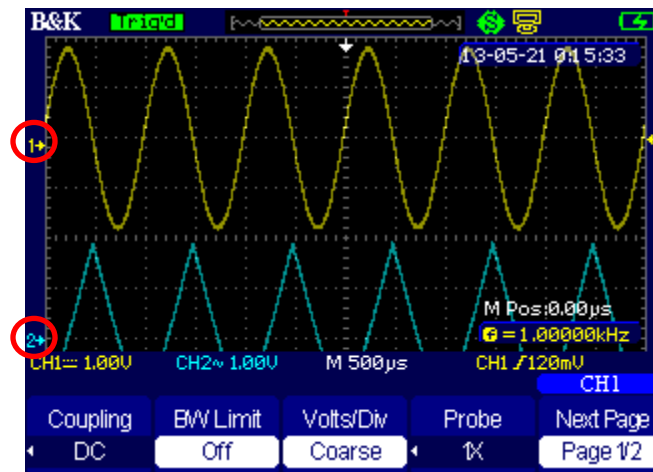 B&K Trig'd
13-05-21 01:15:33
1
M Pos:0.00µs
f = 1.00000kHz
2
CH1⎓ 1.00V CH2~ 1.00V M 500µs CH1 / 120mV
CH1
Coupling BW Limit Volts/Div Probe Next Page
DC Off Coarse 1X Page 1/2